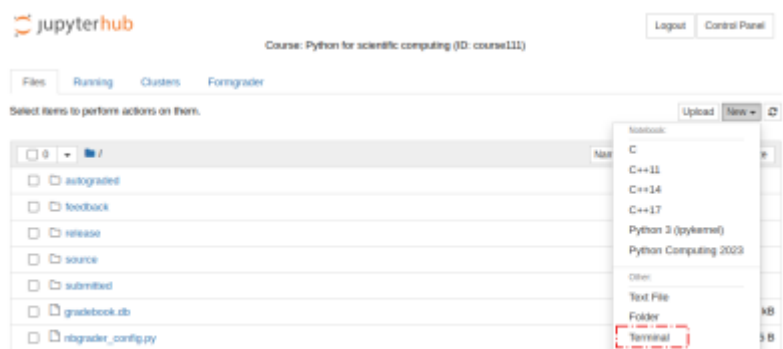 jupyterhub
Logout Control Panel
Course: Python for scientific computing (ID: course111)
Files Running Clusters Formgrader
Select items to perform actions on them.
Upload New
Notebook:
0 /
C
C++11
C++14
C++17
Python 3 (ipykernel)
Python Computing 2023
Other:
Text File
Folder
Terminal
autograded
feedback
release
source
submitted
gradebook.db
kB
nbgrader_config.py
B